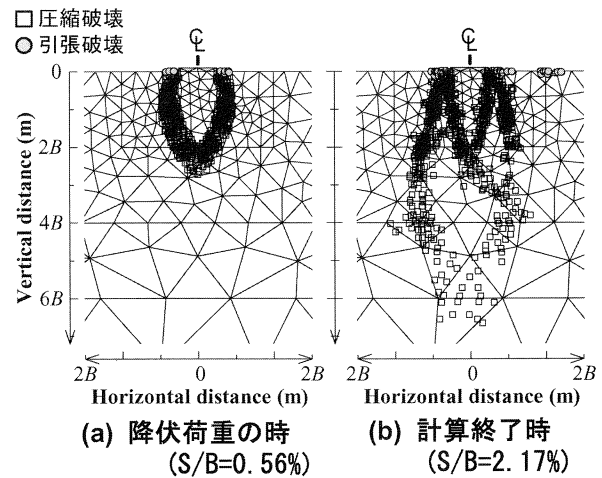 □圧縮破壊
○引張破壊
℄ ℄
0
2B
4B
6B
Vertical distance (m)
2B 0 2B 2B 0 2B
Horizontal distance (m) Horizontal distance (m)
(a) 降伏荷重の時 (b) 計算終了時
(S/B=0.56%) (S/B=2.17%)